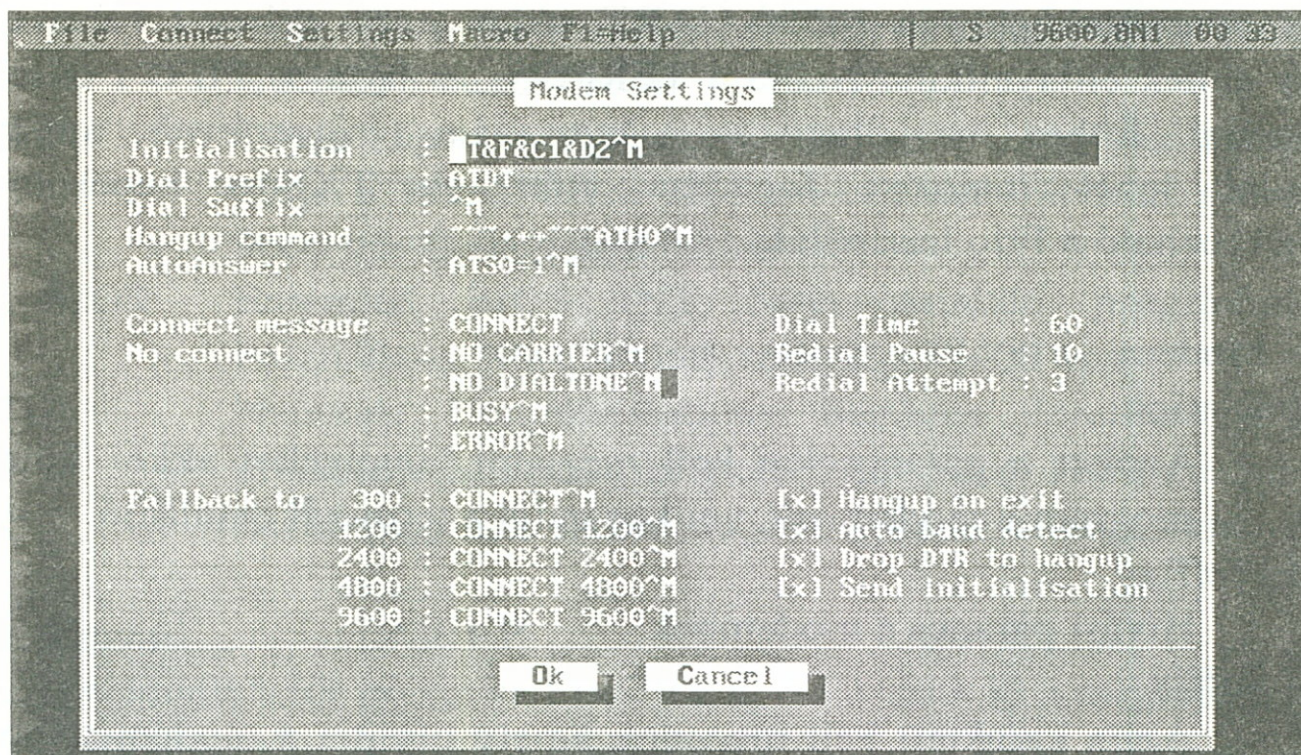 File Connect Settings Macro F1=Help | S 9600,8N1 00
Modem Settings
Initialisation : T&F&C1&D2^M
Dial Prefix : ATDT
Dial Suffix : ^M
Hangup command : ~~~+++~~~ATH0^M
AutoAnswer : ATS0=1^M
Connect message : CONNECT Dial Time : 60
No connect : NO CARRIER^M Redial Pause : 10
: NO DIALTONE^M Redial Attempt : 3
: BUSY^M
: ERROR^M
Fallback to 300 : CONNECT^M [x] Hangup on exit
1200 : CONNECT 1200^M [x] Auto baud detect
2400 : CONNECT 2400^M [x] Drop DTR to hangup
4800 : CONNECT 4800^M [x] Send initialisation
9600 : CONNECT 9600^M
Ok Cancel